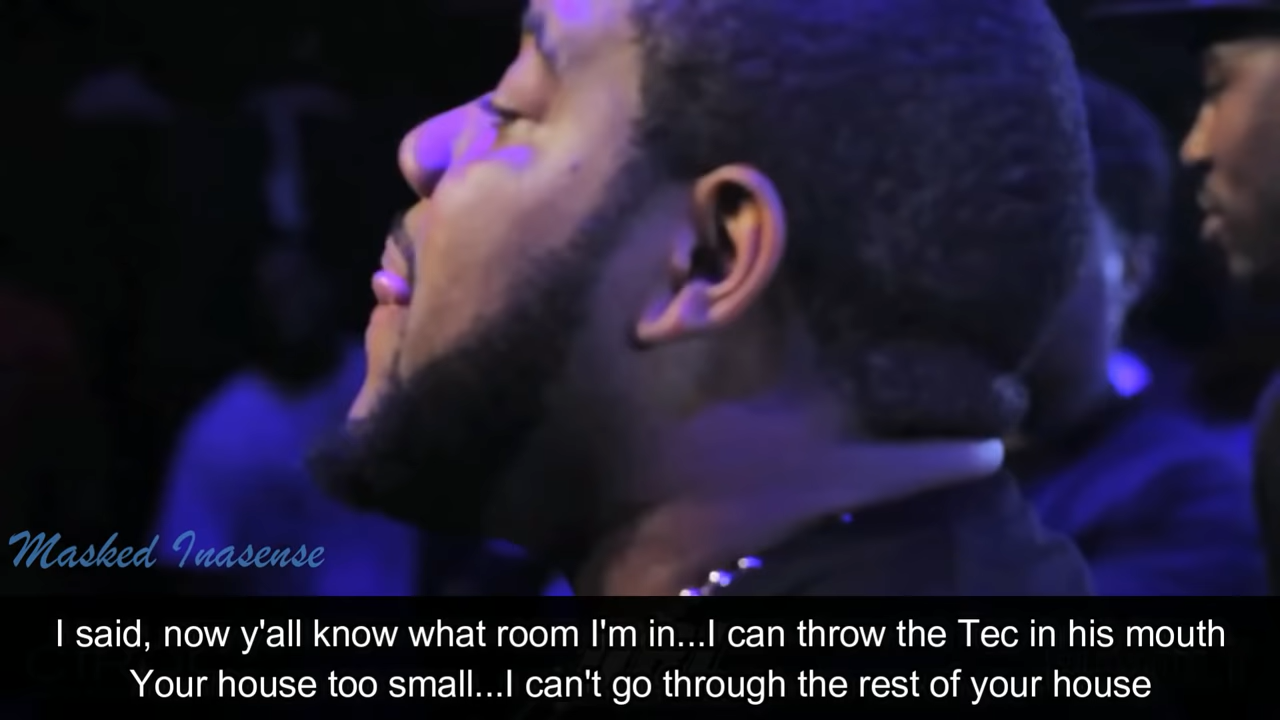 Masked Inasense
I said, now y'all know what room I'm in...I can throw the Tec in his mouth
Your house too small...I can't go through the rest of your house